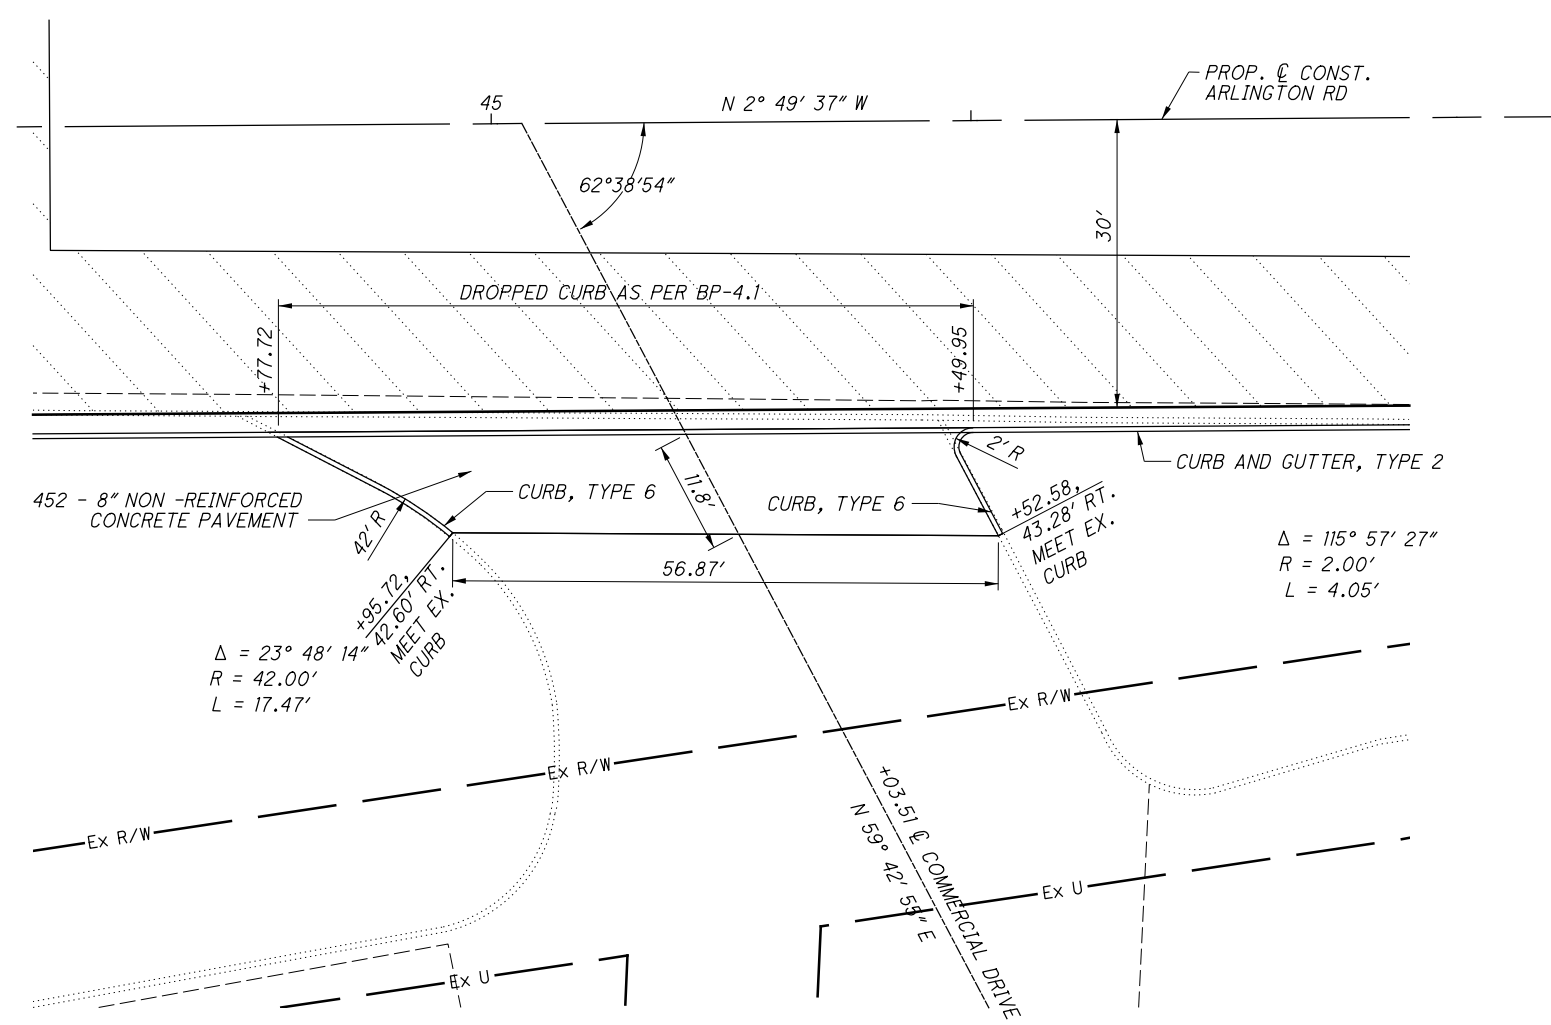 PROP. ℄ CONST.
ARLINGTON RD
45
N 2° 49' 37" W
62°38'54"
30'
DROPPED CURB AS PER BP-4.1
+77.72
+49.95
2' R
CURB AND GUTTER, TYPE 2
452 - 8" NON -REINFORCED
CONCRETE PAVEMENT
CURB, TYPE 6
11.8'
CURB, TYPE 6
42' R
+52.58,
43.28' RT.
MEET EX.
CURB
Δ = 115° 57' 27"
R = 2.00'
L = 4.05'
56.87'
+95.72,
42.60' RT.
MEET EX.
CURB
Δ = 23° 48' 14"
R = 42.00'
L = 17.47'
Ex R/W
Ex R/W
Ex R/W
+03.51 ℄ COMMERCIAL DRIVE
N 59° 42' 55" E
Ex U
Ex U